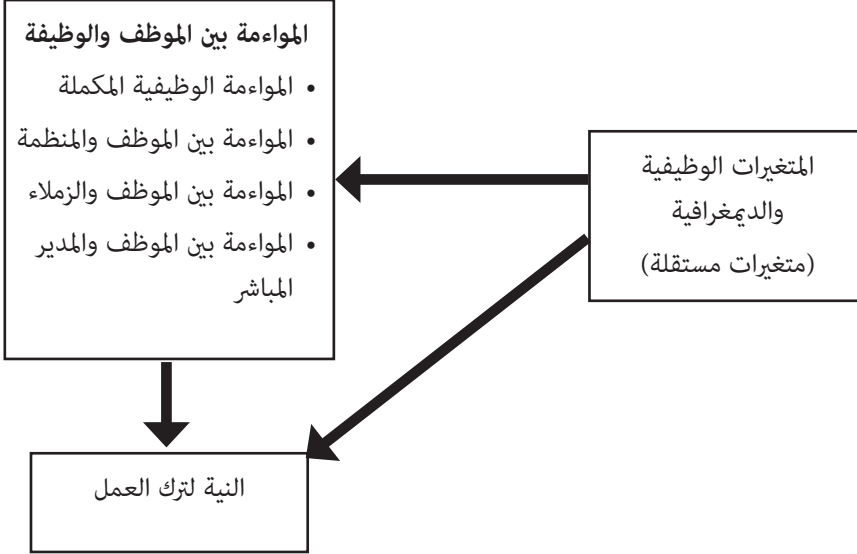 المواءمة بين الموظف والوظيفة
• المواءمة الوظيفية المكملة
• المواءمة بين الموظف والمنظمة
• المواءمة بين الموظف والزملاء
• المواءمة بين الموظف والمدير
المباشر
المتغيرات الوظيفية
والديمغرافية
(متغيرات مستقلة)
النية لترك العمل